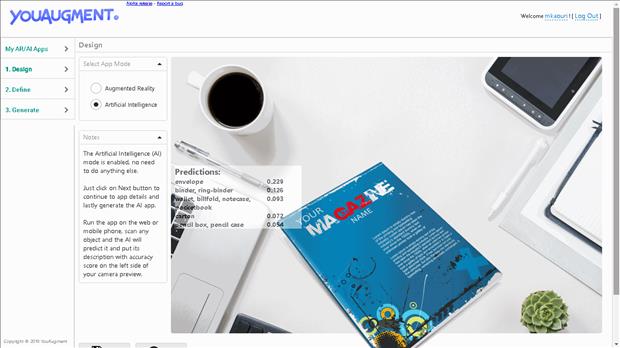 Alpha release - Report a bug
YOUAUGMENT
Welcome mkaouri ! [ Log Out ]
My AR/AI Apps
1. Design
2. Define
3. Generate
Design
Select App Mode
Augmented Reality
Artificial Intelligence
Notes
The Artificial Intelligence (AI)
mode is enabled, no need
to do anything else.
Just click on Next button to
continue to app details and
lastly generate the AI app.
Run the app on the web or
mobile phone, scan any
object and the AI will
predict it and put its
description with accuracy
score on the left side of
your camera preview.
Predictions:
envelope 0.229
binder, ring-binder 0.126
wallet, billfold, notecase, 0.093
pocketbook
carton 0.072
pencil box, pencil case 0.054
YOUR
MAGAZINE
NAME
Copyright © 2019 YouAugment